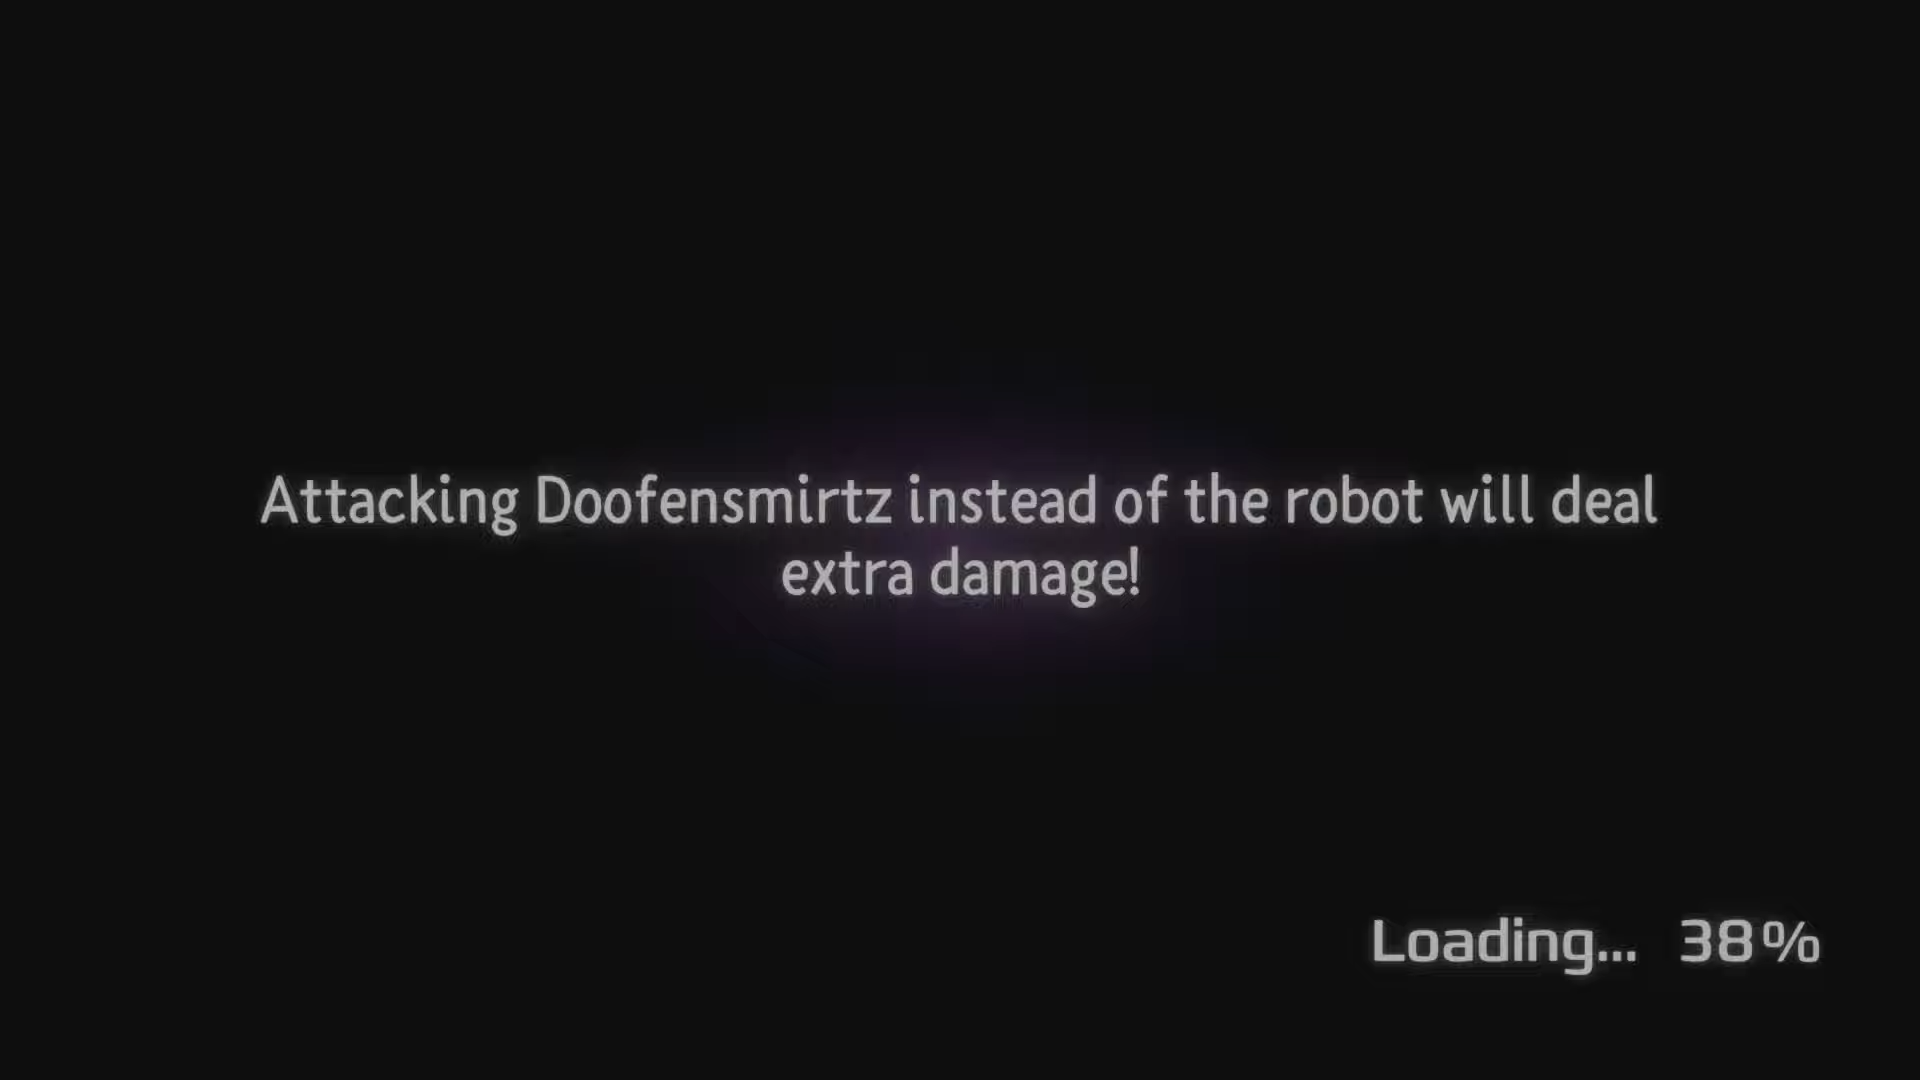 Attacking Doofensmirtz instead of the robot will deal
extra damage!
Loading... 38%